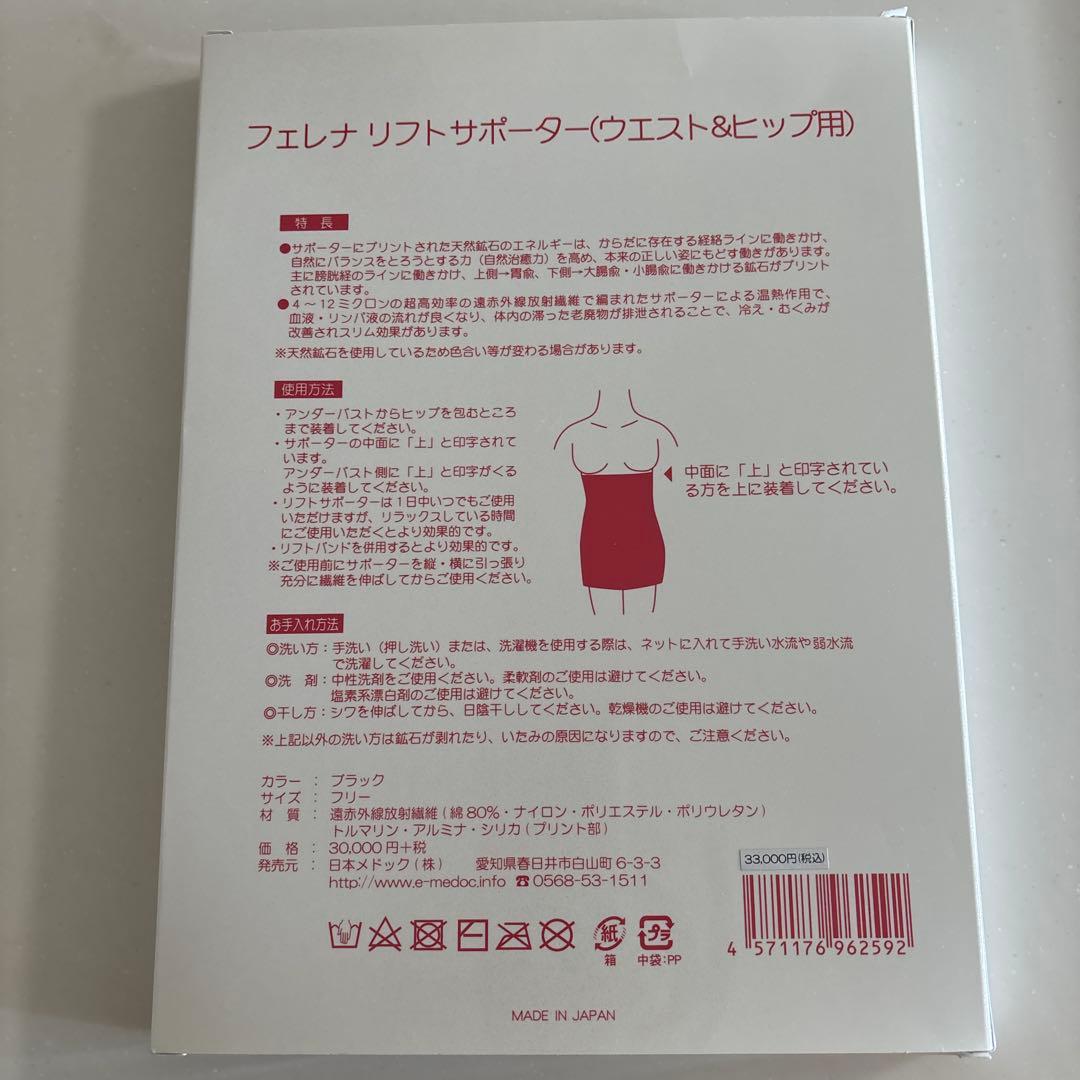 フェレナ リフトサポーター(ウエスト&ヒップ用)
特 長
●サポーターにプリントされた天然鉱石のエネルギーは、からだに存在する経絡ラインに働きかけ、
自然にバランスをとろうとする力(自然治癒力)を高め、本来の正しい姿にもどす働きがあります。
主に膀胱経のラインに働きかけ、上側→胃兪、下側→大腸兪・小腸兪に働きかける鉱石がプリント
されています。
●4～12ミクロンの超高効率の遠赤外線放射繊維で編まれたサポーターによる温熱作用で、
血液・リンパ液の流れが良くなり、体内の滞った老廃物が排泄されることで、冷え・むくみが
改善されスリム効果があります。
※天然鉱石を使用しているため色合い等が変わる場合があります。
使用方法
・アンダーバストからヒップを包むところ
まで装着してください。
・サポーターの中面に「上」と印字されて
います。
アンダーバスト側に「上」と印字がくる
ように装着してください。
・リフトサポーターは1日中いつでもご使用
いただけますが、リラックスしている時間
にご使用いただくとより効果的です。
・リフトバンドを併用するとより効果的です。
※ご使用前にサポーターを縦・横に引っ張り
充分に繊維を伸ばしてからご使用ください。
中面に「上」と印字されてい
る方を上に装着してください。
お手入れ方法
◎洗い方:手洗い(押し洗い)または、洗濯機を使用する際は、ネットに入れて手洗い水流や弱水流
で洗濯してください。
◎洗 剤:中性洗剤をご使用ください。柔軟剤のご使用は避けてください。
塩素系漂白剤のご使用は避けてください。
◎干し方:シワを伸ばしてから、日陰干ししてください。乾燥機のご使用は避けてください。
※上記以外の洗い方は鉱石が剥れたり、いたみの原因になりますので、ご注意ください。
カラー : ブラック
サイズ : フリー
材 質 : 遠赤外線放射繊維(綿80%・ナイロン・ポリエステル・ポリウレタン)
トルマリン・アルミナ・シリカ(プリント部)
価 格 : 30,000円+税
発売元 : 日本メドック(株) 愛知県春日井市白山町6-3-3
http://www.e-medoc.info ☎0568-53-1511
33,000円(税込)
4 571176 962592
紙
箱
プラ
中袋:PP
MADE IN JAPAN